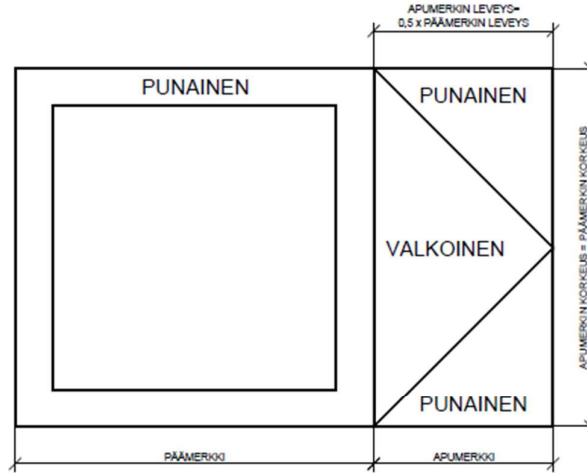 APUMERKIN LEVEYS=
0,5 x PÄÄMERKIN LEVEYS
PUNAINEN
PUNAINEN
VALKOINEN
APUMERKIN KORKEUS = PÄÄMERKIN KORKEUS
PUNAINEN
PÄÄMERKKI
APUMERKKI